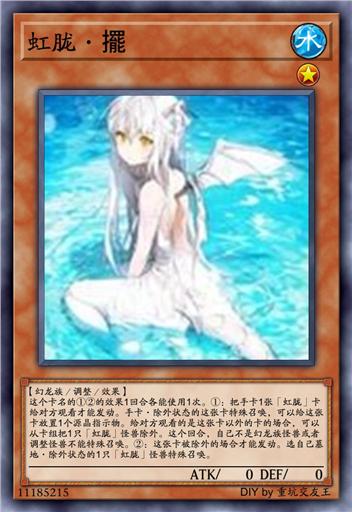 虹胧·擺
水
【幻龙族/调整/效果】
这个卡名的①②的效果1回合各能使用1次。①：把手卡1张「虹胧」卡
给对方观看才能发动。手卡·除外状态的这张卡特殊召唤，可以给这张
卡放置1个源晶指示物。给对方观看的是这张卡以外的卡的场合，可以
从卡组把1只「虹胧」怪兽除外。这个回合，自己不是幻龙族怪兽或者
调整怪兽不能特殊召唤。②：这张卡被除外的场合才能发动。选自己墓
地·除外状态的1只「虹胧」怪兽特殊召唤。
ATK/ 0 DEF/ 0
11185215 DIY by 重坑交友王